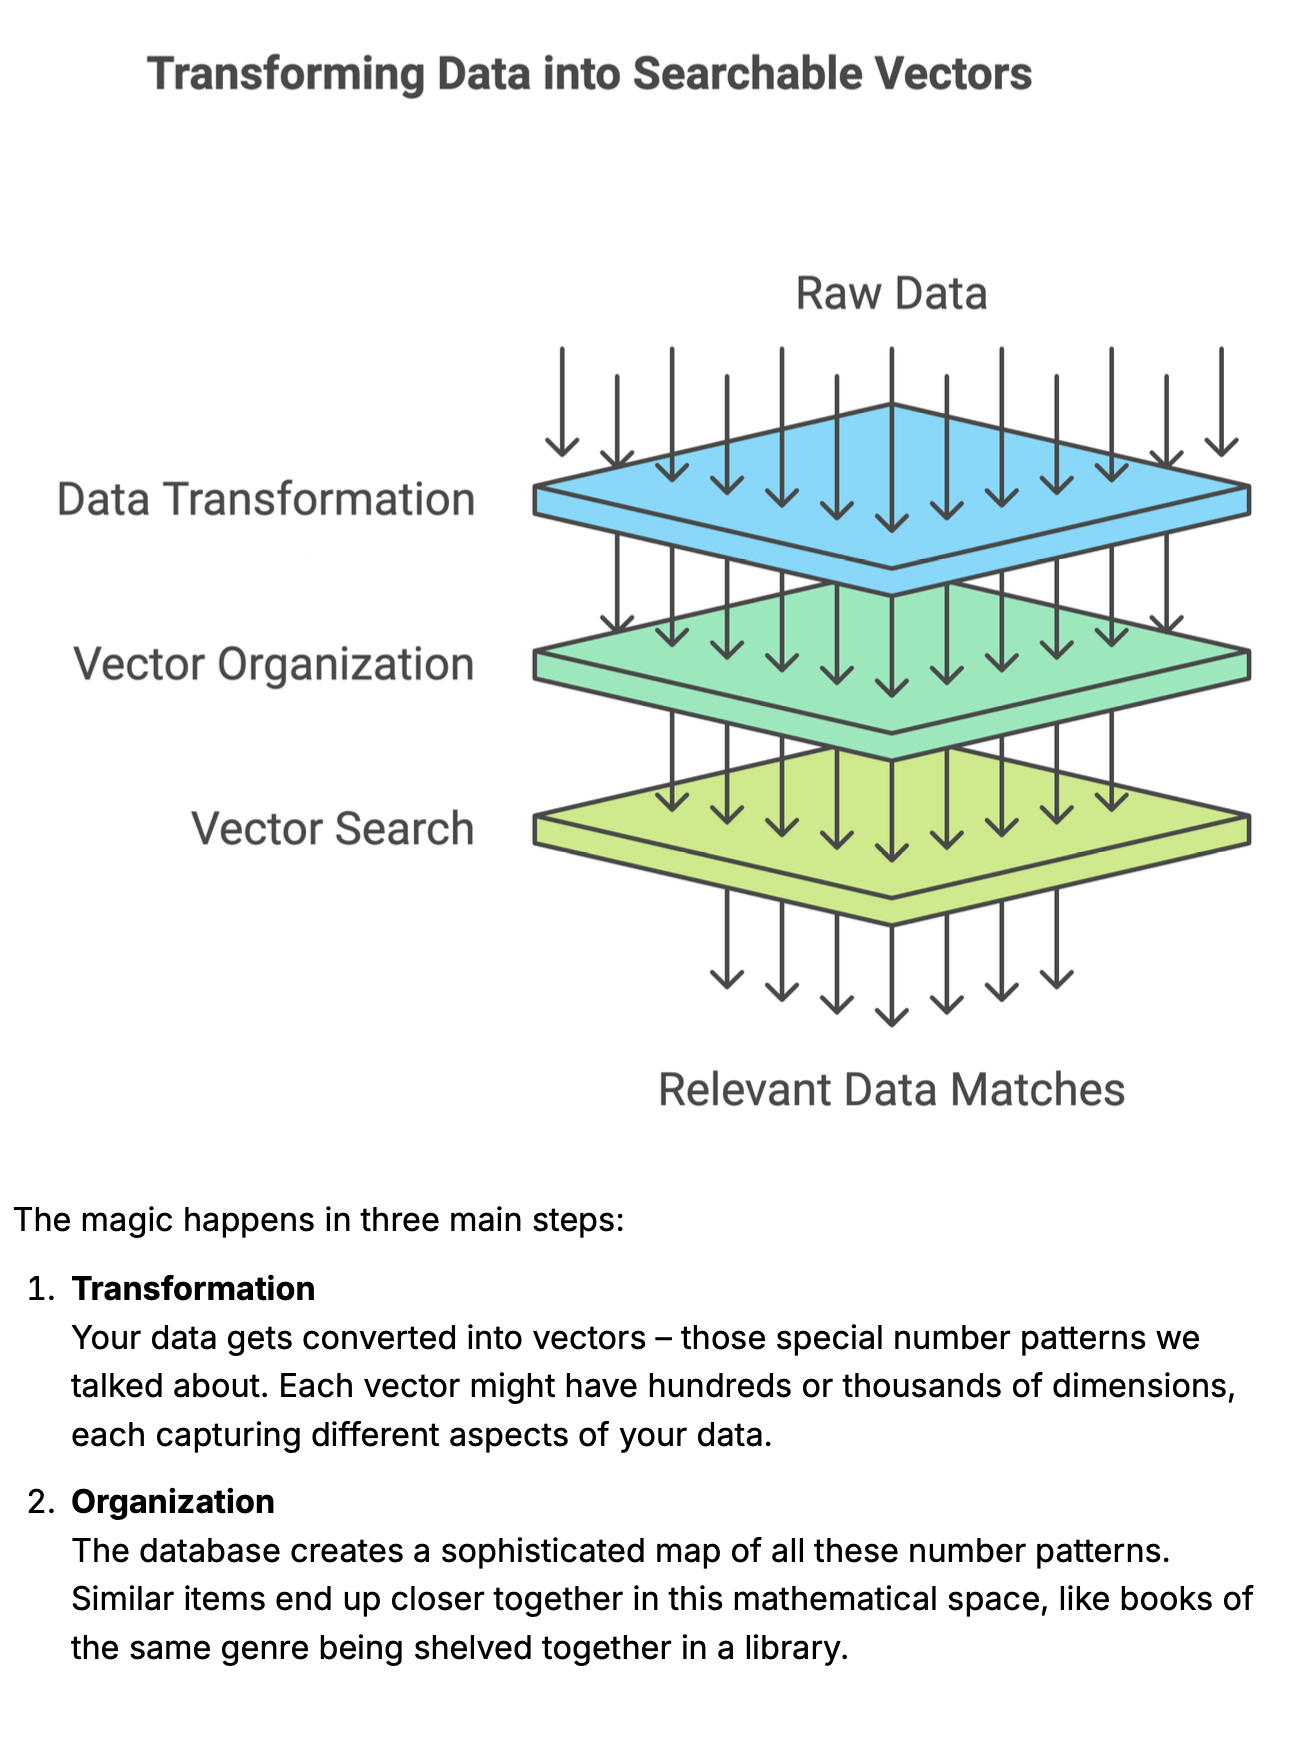 Transforming Data into Searchable Vectors
Raw Data
Data Transformation
Vector Organization
Vector Search
Relevant Data Matches
The magic happens in three main steps:
1. Transformation
Your data gets converted into vectors – those special number patterns we
talked about. Each vector might have hundreds or thousands of dimensions,
each capturing different aspects of your data.
2. Organization
The database creates a sophisticated map of all these number patterns.
Similar items end up closer together in this mathematical space, like books of
the same genre being shelved together in a library.